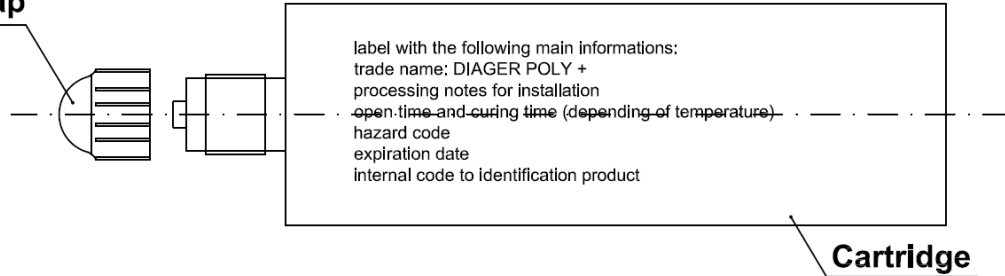 label with the following main informations:
trade name: DIAGER POLY +
processing notes for installation
open time and curing time (depending of temperature)
hazard code
expiration date
internal code to identification product
Cartridge